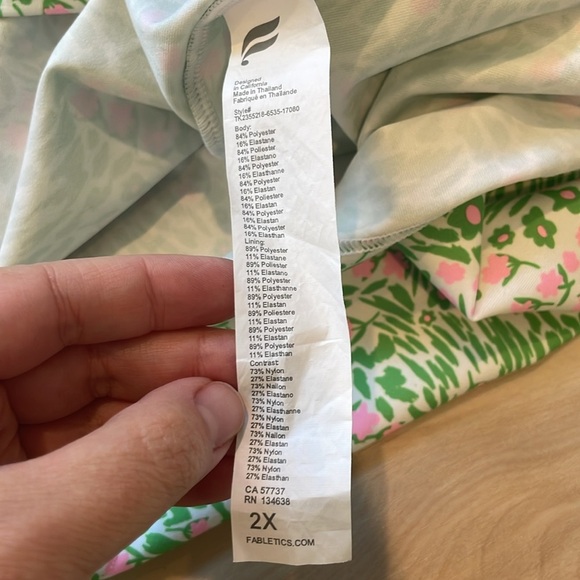 Designed
in California
Made in Thailand
Fabriqué en Thaïlande
Style#
TK2355218-6535-17080
Body:
84% Polyester
16% Elastane
84% Poliester
16% Elastano
84% Polyester
16% Elasthanne
84% Polyester
16% Elastan
84% Poliestere
16% Elastan
84% Polyester
16% Elastan
84% Polyester
16% Elasthan
Lining:
89% Polyester
11% Elastane
89% Poliester
11% Elastano
89% Polyester
11% Elasthanne
89% Polyester
11% Elastan
89% Poliestere
11% Elastan
89% Polyester
11% Elastan
89% Polyester
11% Elasthan
Contrast:
73% Nylon
27% Elastane
73% Nailon
27% Elastano
73% Nylon
27% Elasthanne
73% Nylon
27% Elastan
73% Nailon
27% Elastan
73% Nylon
27% Elastan
73% Nylon
27% Elasthan
CA 57737
RN 134638
2X
FABLETICS.COM